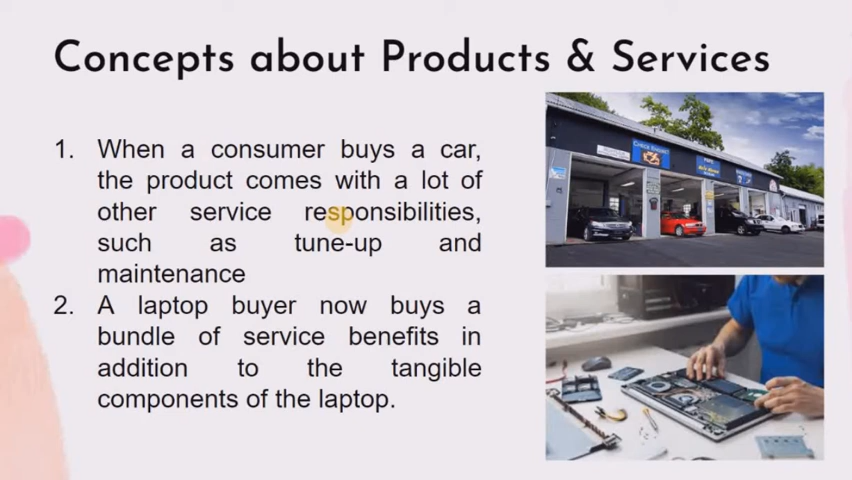 Concepts about Products & Services
1. When a consumer buys a car,
the product comes with a lot of
other service responsibilities,
such as tune-up and
maintenance
2. A laptop buyer now buys a
bundle of service benefits in
addition to the tangible
components of the laptop.